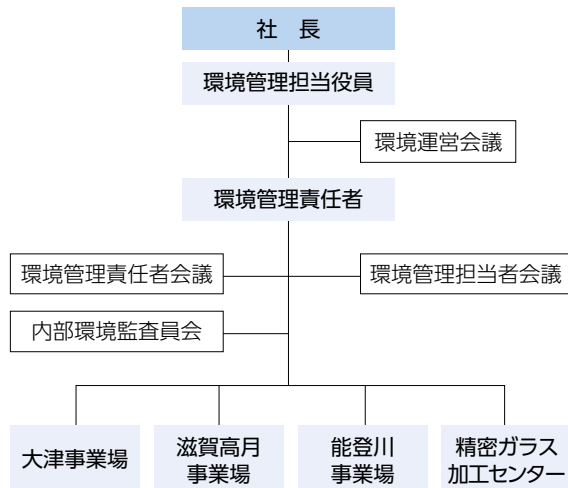 社 長
環境管理担当役員
環境運営会議
環境管理責任者
環境管理責任者会議
環境管理担当者会議
内部環境監査員会
大津事業場
滋賀高月
事業場
能登川
事業場
精密ガラス
加工センター